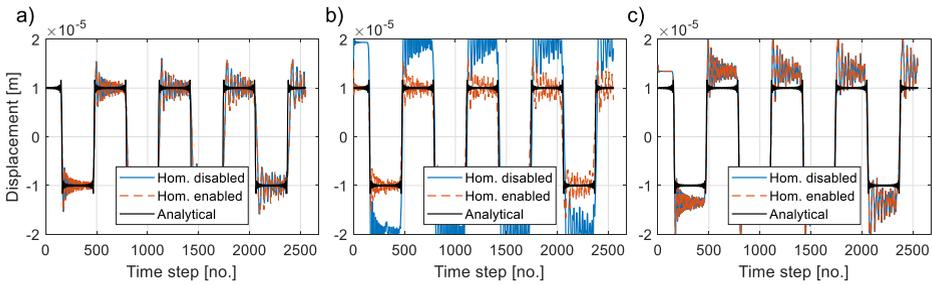 a)
×10⁻⁵
2
1
0
-1
-2
Displacement [m]
Hom. disabled
Hom. enabled
Analytical
0 500 1000 1500 2000 2500
Time step [no.]
b)
×10⁻⁵
2
1
0
-1
-2
Hom. disabled
Hom. enabled
Analytical
0 500 1000 1500 2000 2500
Time step [no.]
c)
×10⁻⁵
2
1
0
-1
-2
Hom. disabled
Hom. enabled
Analytical
0 500 1000 1500 2000 2500
Time step [no.]